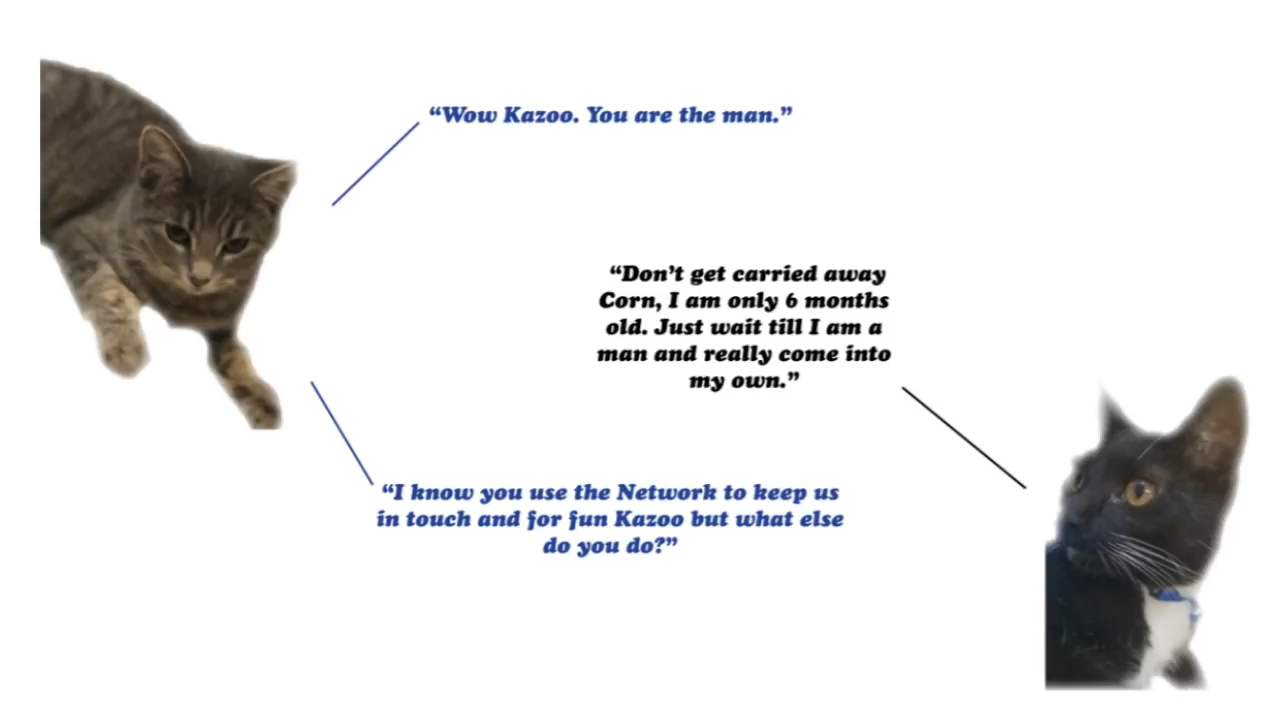 “Wow Kazoo. You are the man.”
“Don’t get carried away
Corn, I am only 6 months
old. Just wait till I am a
man and really come into
my own.”
“I know you use the Network to keep us
in touch and for fun Kazoo but what else
do you do?”